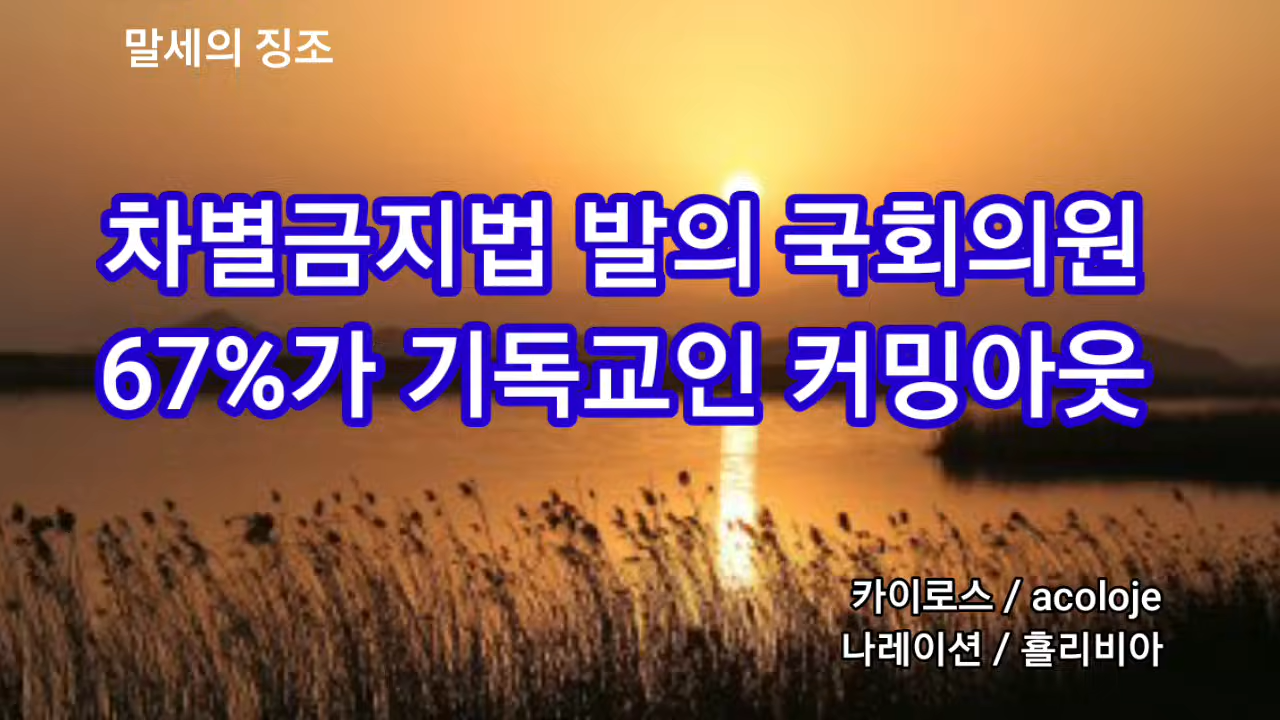 말세의 징조
차별금지법 발의 국회의원
67%가 기독교인 커밍아웃
카이로스 / acoloje
나레이션 / 횰리비아